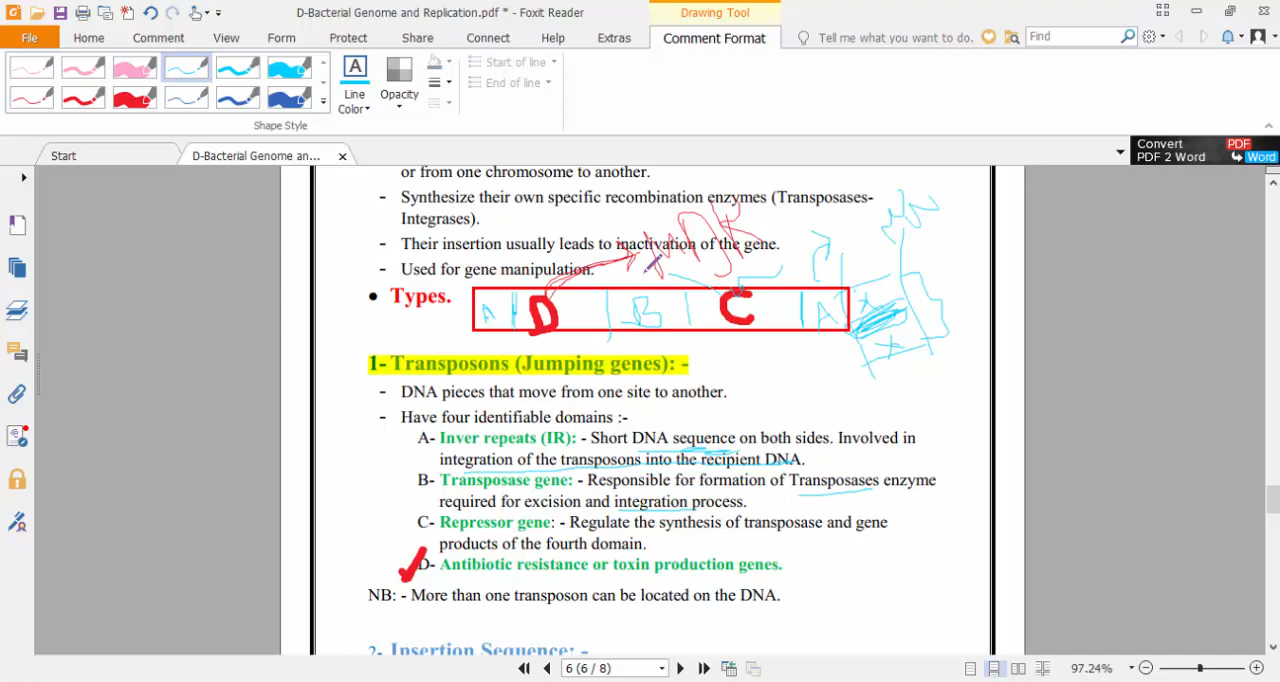 D-Bacterial Genome and Replication.pdf * - Foxit Reader
Drawing Tool
File Home Comment View Form Protect Share Connect Help Extras Comment Format Tell me what you want to do. Find
Line Color Opacity
Start of line
End of line
Shape Style
Start D-Bacterial Genome an...
Convert PDF
PDF 2 Word Word
or from one chromosome to another.
- Synthesize their own specific recombination enzymes (Transposases-
Integrases).
- Their insertion usually leads to inactivation of the gene.
- Used for gene manipulation.
• Types.
A D B C A
1- Transposons (Jumping genes): -
- DNA pieces that move from one site to another.
- Have four identifiable domains :-
A- Inver repeats (IR): - Short DNA sequence on both sides. Involved in
integration of the transposons into the recipient DNA.
B- Transposase gene: - Responsible for formation of Transposases enzyme
required for excision and integration process.
C- Repressor gene: - Regulate the synthesis of transposase and gene
products of the fourth domain.
D- Antibiotic resistance or toxin production genes.
NB: - More than one transposon can be located on the DNA.
2- Insertion Sequence: -
6 (6 / 8)
97.24%